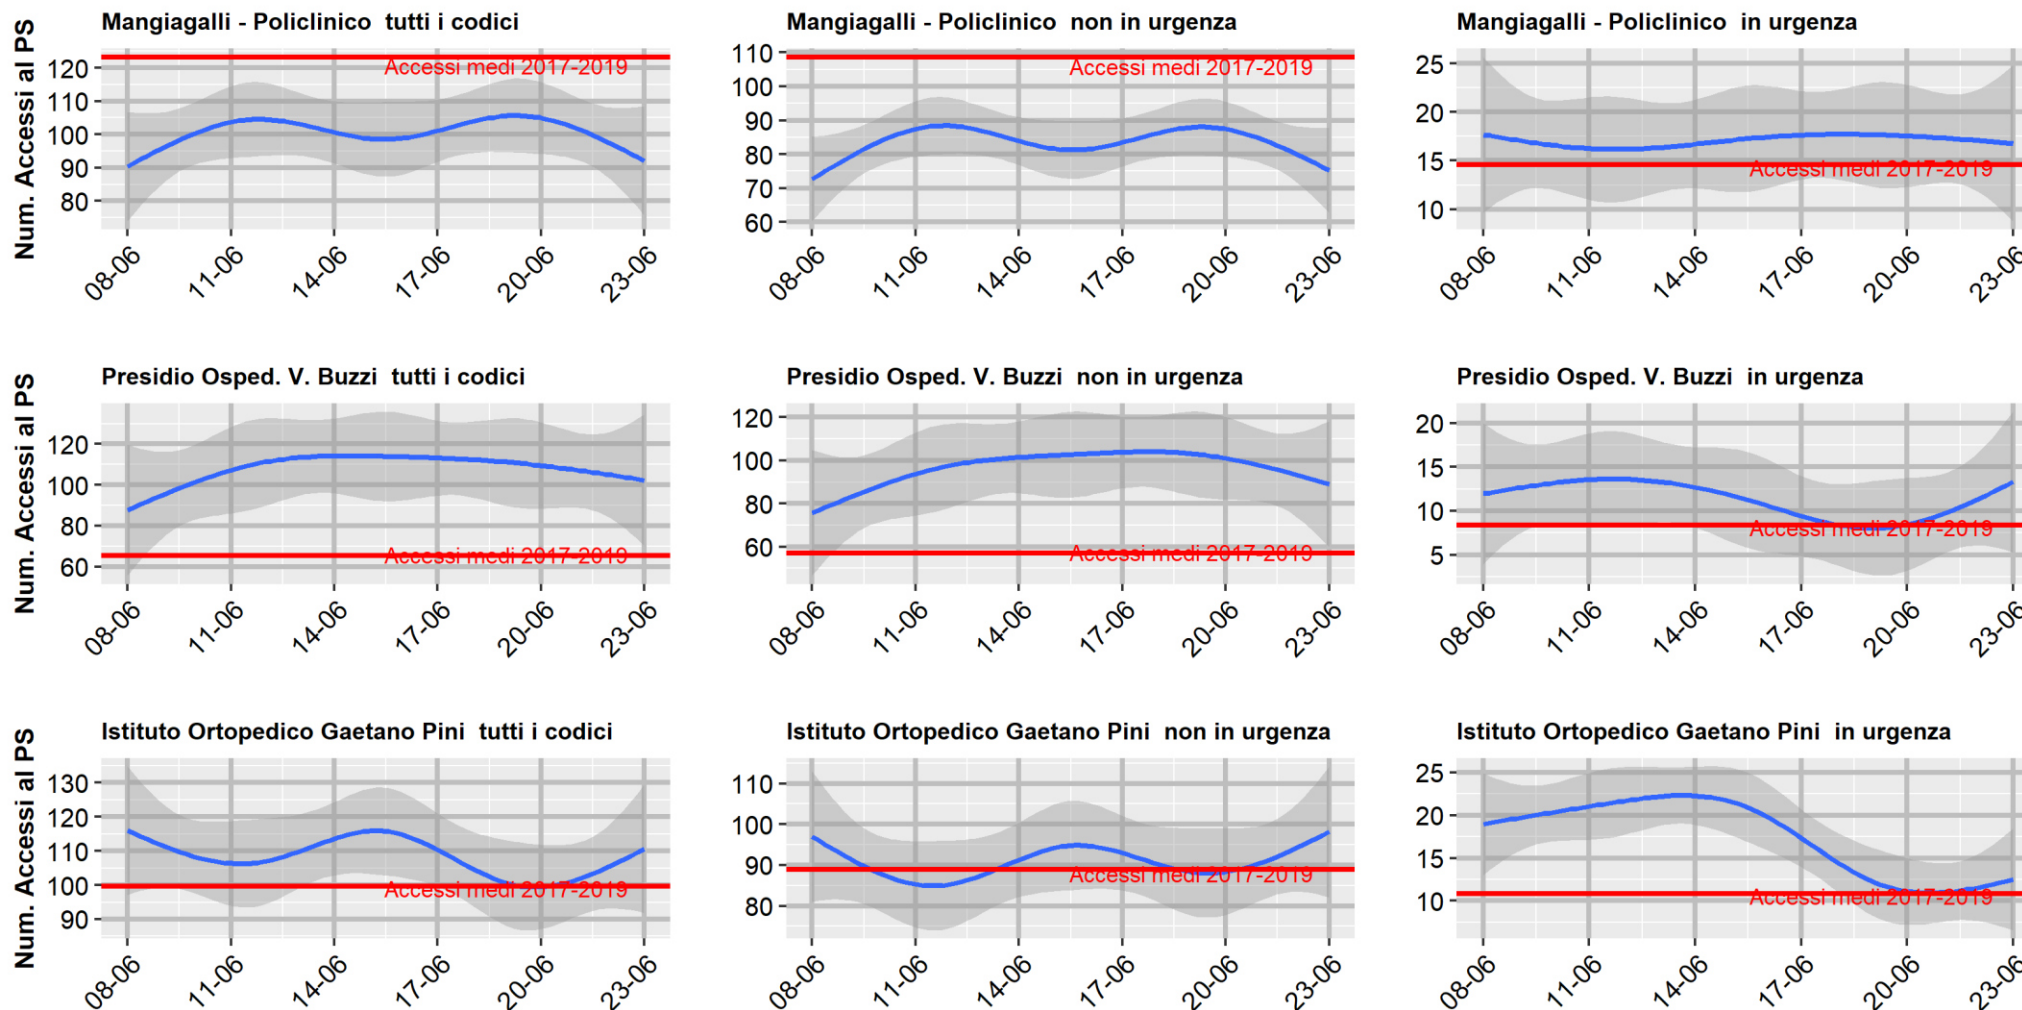 Mangiagalli - Policlinico  tutti i codici
Num. Accessi al PS
120
110
100
90
80
Accessi medi 2017-2019
08-06 11-06 14-06 17-06 20-06 23-06
Mangiagalli - Policlinico  non in urgenza
110
100
90
80
70
60
Accessi medi 2017-2019
08-06 11-06 14-06 17-06 20-06 23-06
Mangiagalli - Policlinico  in urgenza
25
20
15
10
Accessi medi 2017-2019
08-06 11-06 14-06 17-06 20-06 23-06
Presidio Osped. V. Buzzi  tutti i codici
Num. Accessi al PS
120
100
80
60
Accessi medi 2017-2019
08-06 11-06 14-06 17-06 20-06 23-06
Presidio Osped. V. Buzzi  non in urgenza
120
100
80
60
Accessi medi 2017-2019
08-06 11-06 14-06 17-06 20-06 23-06
Presidio Osped. V. Buzzi  in urgenza
20
15
10
5
Accessi medi 2017-2019
08-06 11-06 14-06 17-06 20-06 23-06
Istituto Ortopedico Gaetano Pini  tutti i codici
Num. Accessi al PS
130
120
110
100
90
Accessi medi 2017-2019
08-06 11-06 14-06 17-06 20-06 23-06
Istituto Ortopedico Gaetano Pini  non in urgenza
110
100
90
80
Accessi medi 2017-2019
08-06 11-06 14-06 17-06 20-06 23-06
Istituto Ortopedico Gaetano Pini  in urgenza
25
20
15
10
Accessi medi 2017-2019
08-06 11-06 14-06 17-06 20-06 23-06